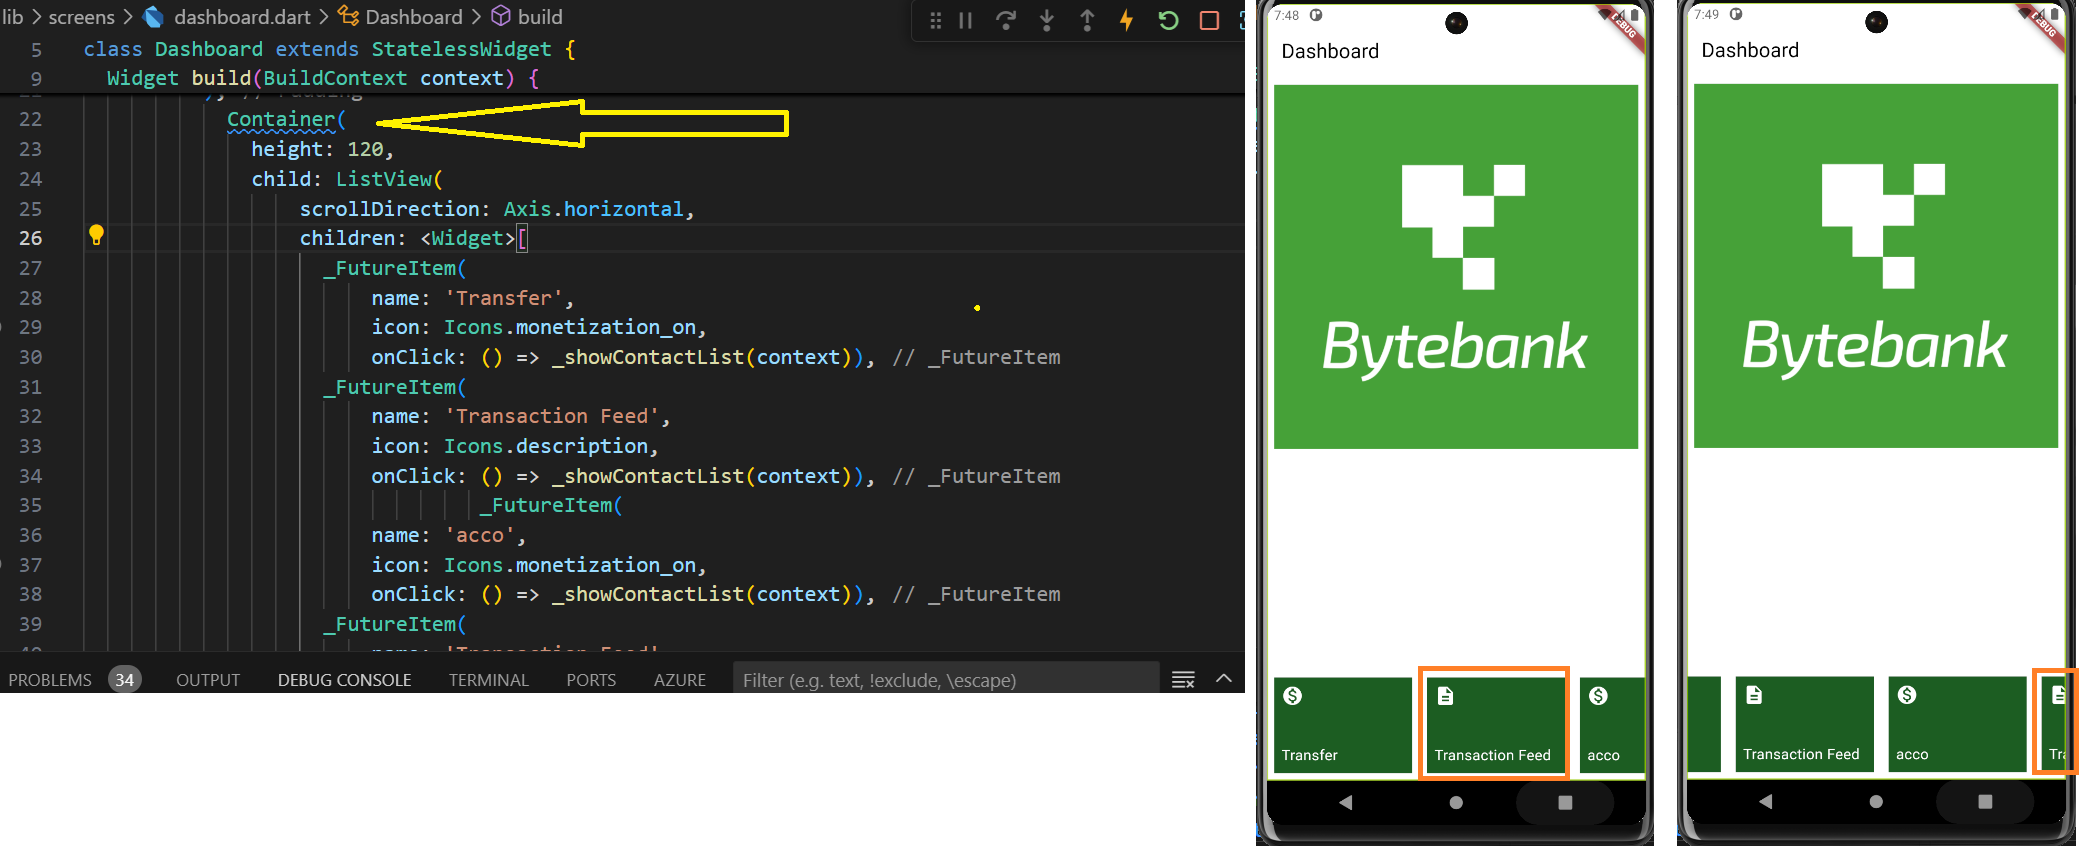 lib > screens > dashboard.dart > Dashboard > build
5 class Dashboard extends StatelessWidget {
9 Widget build(BuildContext context) {
22 Container(
23 height: 120,
24 child: ListView(
25 scrollDirection: Axis.horizontal,
26 children: <Widget>[
27 _FutureItem(
28 name: 'Transfer',
29 icon: Icons.monetization_on,
30 onClick: () => _showContactList(context)), // _FutureItem
31 _FutureItem(
32 name: 'Transaction Feed',
33 icon: Icons.description,
34 onClick: () => _showContactList(context)), // _FutureItem
35 _FutureItem(
36 name: 'acco',
37 icon: Icons.monetization_on,
38 onClick: () => _showContactList(context)), // _FutureItem
39 _FutureItem(
PROBLEMS 34 OUTPUT DEBUG CONSOLE TERMINAL PORTS AZURE Filter (e.g. text, !exclude, \escape)
7:48
DEBUG
Dashboard
Bytebank
Transfer
Transaction Feed
acco
7:49
DEBUG
Dashboard
Bytebank
Transaction Feed
acco
Tra